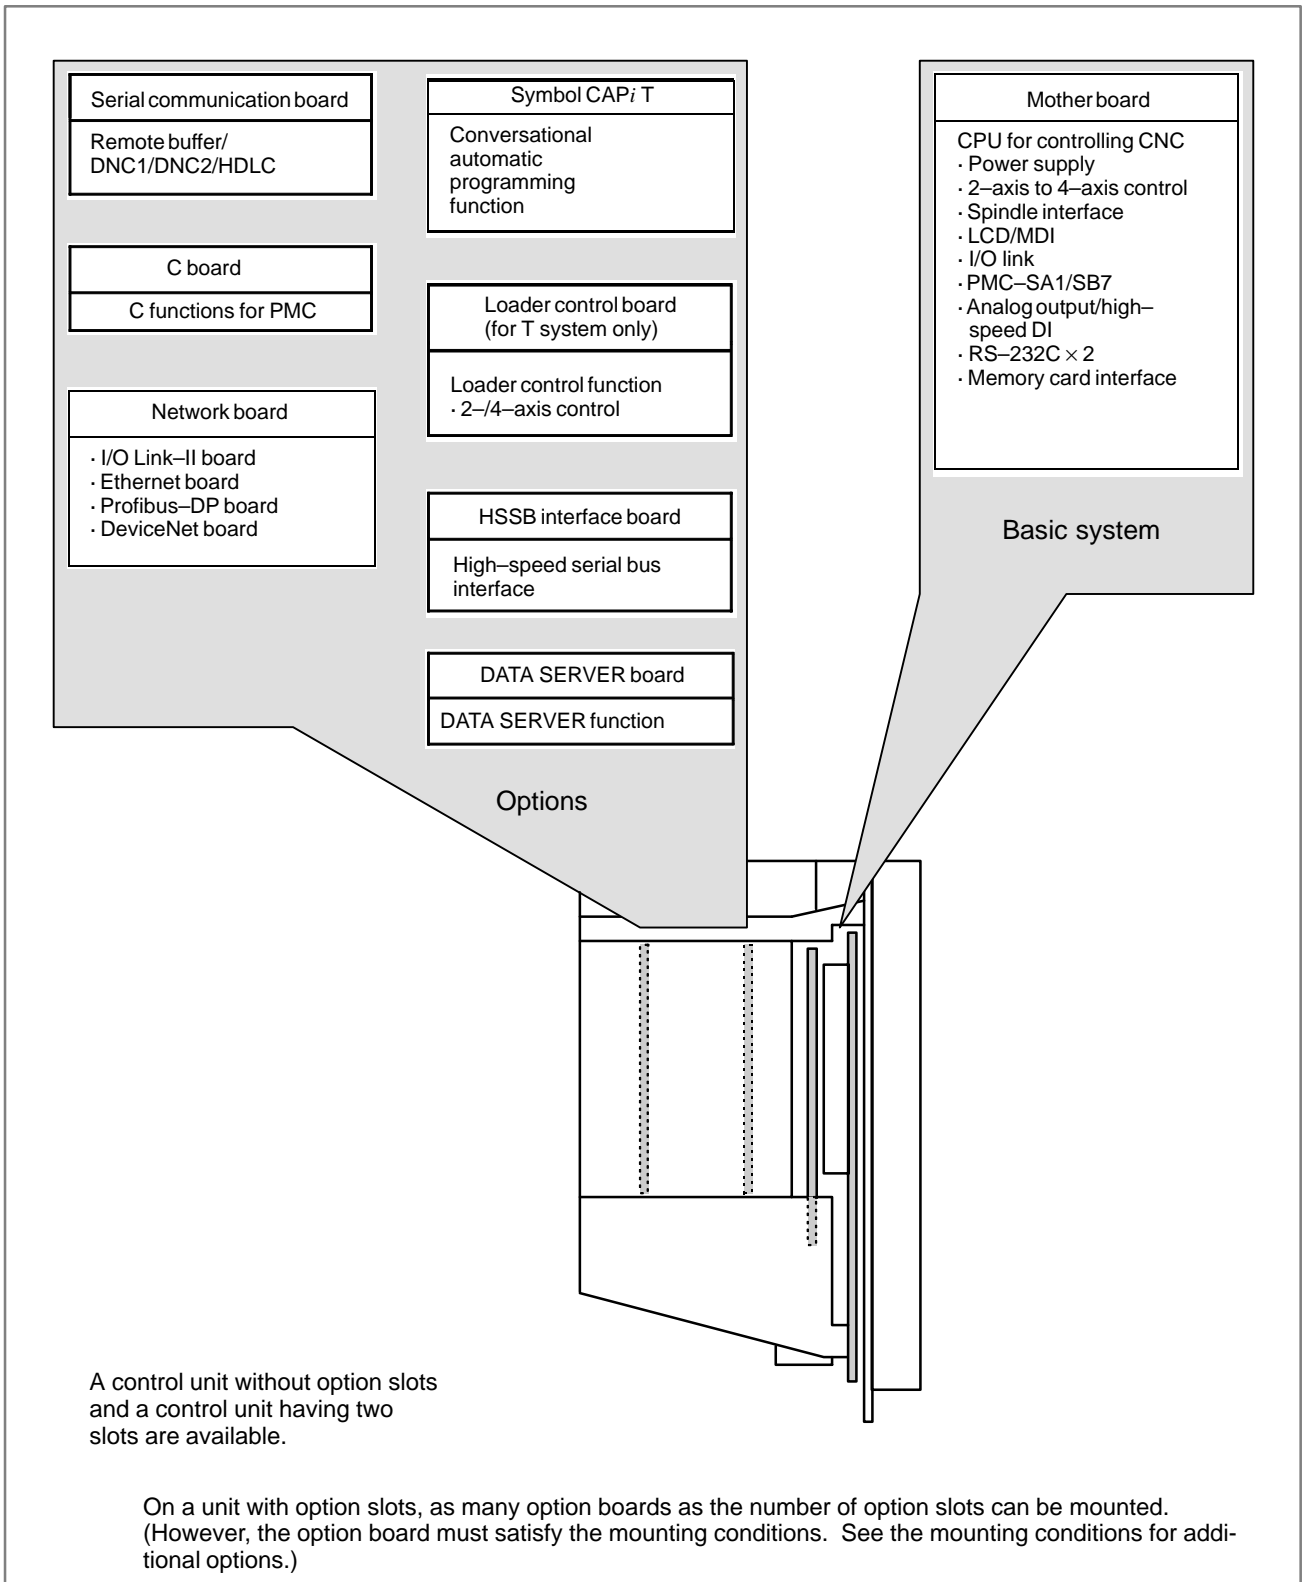 Serial communication board
Remote buffer/
DNC1/DNC2/HDLC
C board
C functions for PMC
Network board
· I/O Link–II board
· Ethernet board
· Profibus–DP board
· DeviceNet board
Symbol CAPi T
Conversational
automatic
programming
function
Loader control board
(for T system only)
Loader control function
· 2–/4–axis control
HSSB interface board
High–speed serial bus
interface
DATA SERVER board
DATA SERVER function
Options
Mother board
CPU for controlling CNC
· Power supply
· 2–axis to 4–axis control
· Spindle interface
· LCD/MDI
· I/O link
· PMC–SA1/SB7
· Analog output/high–
speed DI
· RS–232C × 2
· Memory card interface
Basic system
A control unit without option slots
and a control unit having two
slots are available.
On a unit with option slots, as many option boards as the number of option slots can be mounted.
(However, the option board must satisfy the mounting conditions. See the mounting conditions for addi-
tional options.)